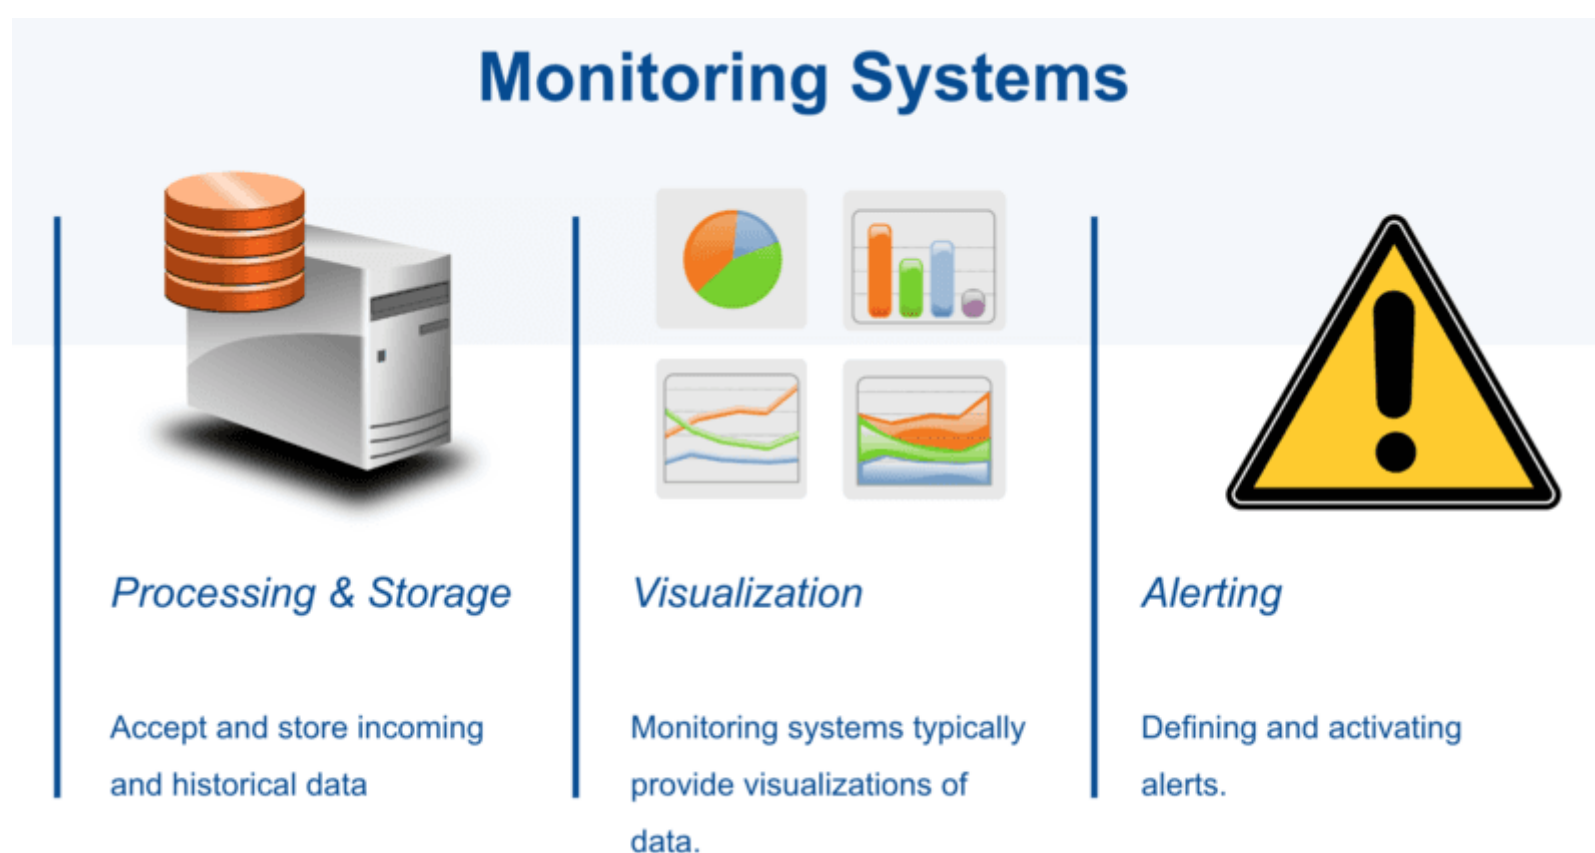 Monitoring Systems
Processing & Storage
Accept and store incoming
and historical data
Visualization
Monitoring systems typically
provide visualizations of
data.
Alerting
Defining and activating
alerts.